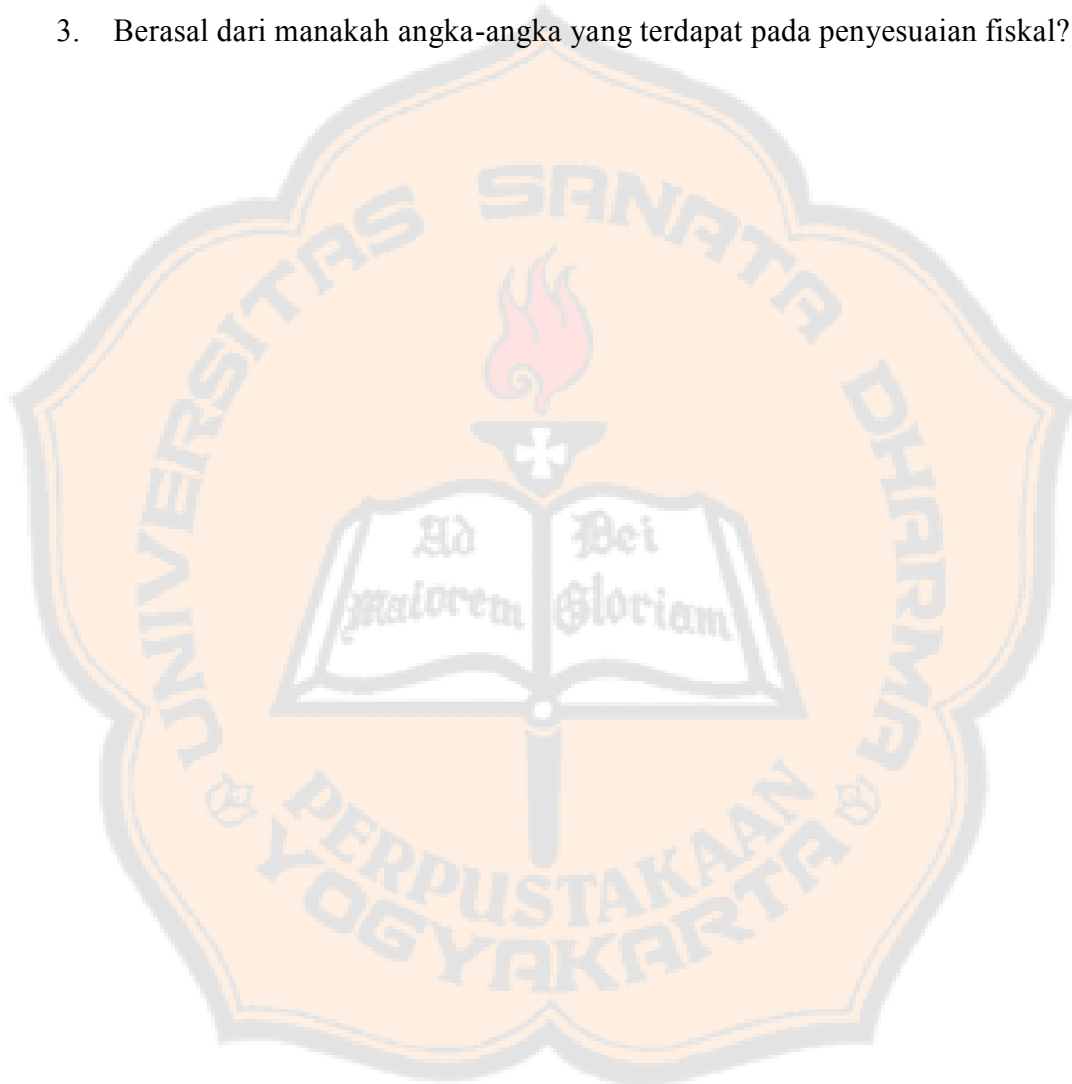 3. Berasal dari manakah angka-angka yang terdapat pada penyesuaian fiskal?
UNIVERSITAS SANATA DHARMA
Ad Dei
maiorem Gloriam
PERPUSTAKAAN
YOGYAKARTA